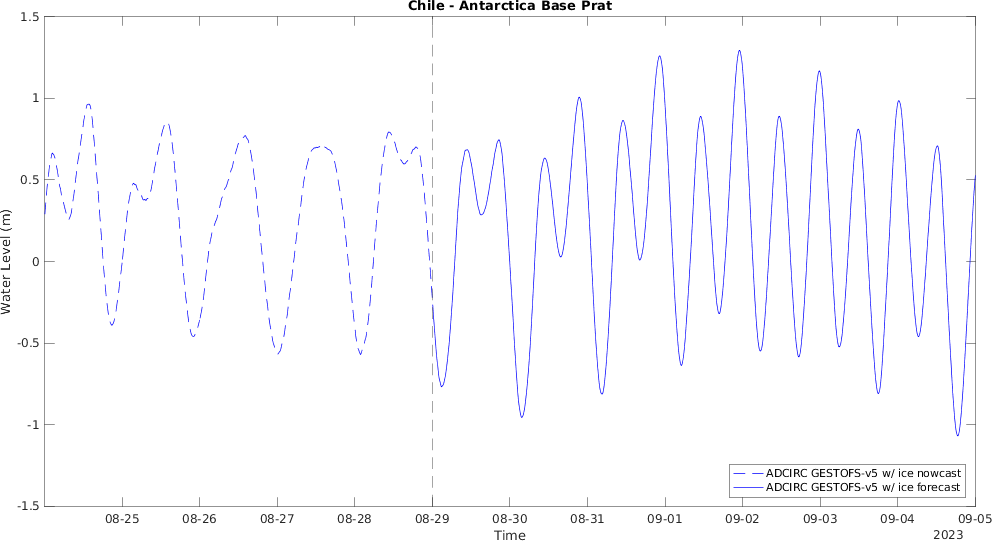 Chile - Antarctica Base Prat
1.5
1
0.5
0
-0.5
-1
-1.5
Water Level (m)
ADCIRC GESTOFS-v5 w/ ice nowcast
ADCIRC GESTOFS-v5 w/ ice forecast
08-25 08-26 08-27 08-28 08-29 08-30 08-31 09-01 09-02 09-03 09-04 09-05
Time
2023